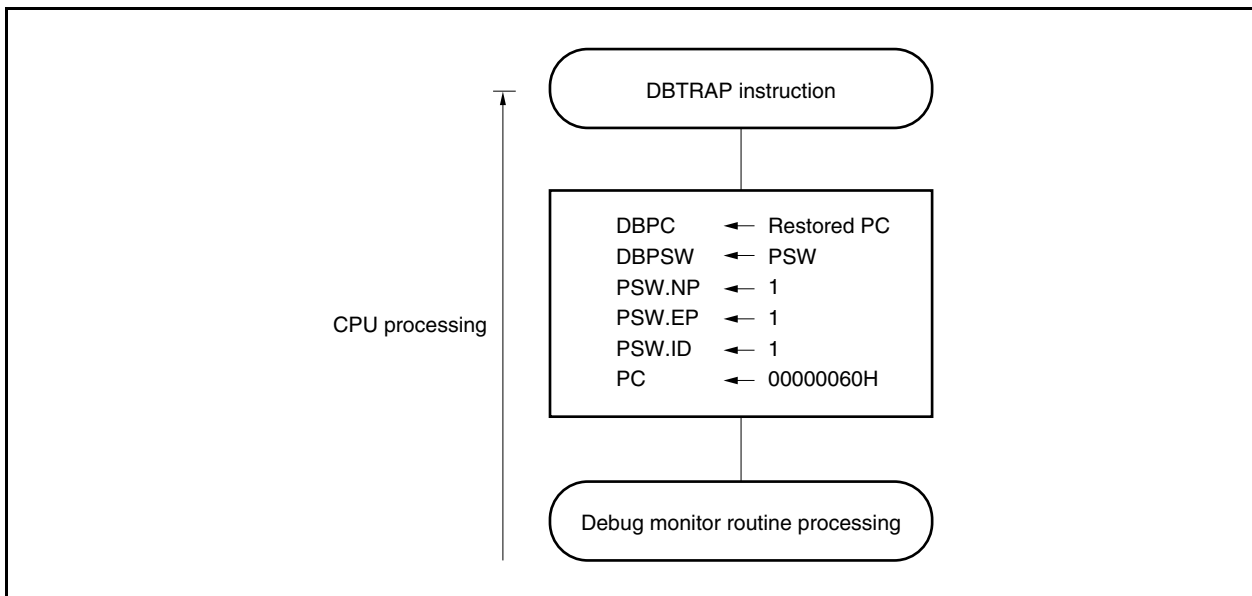 DBTRAP instruction
CPU processing
DBPC ← Restored PC
DBPSW ← PSW
PSW.NP ← 1
PSW.EP ← 1
PSW.ID ← 1
PC ← 00000060H
Debug monitor routine processing